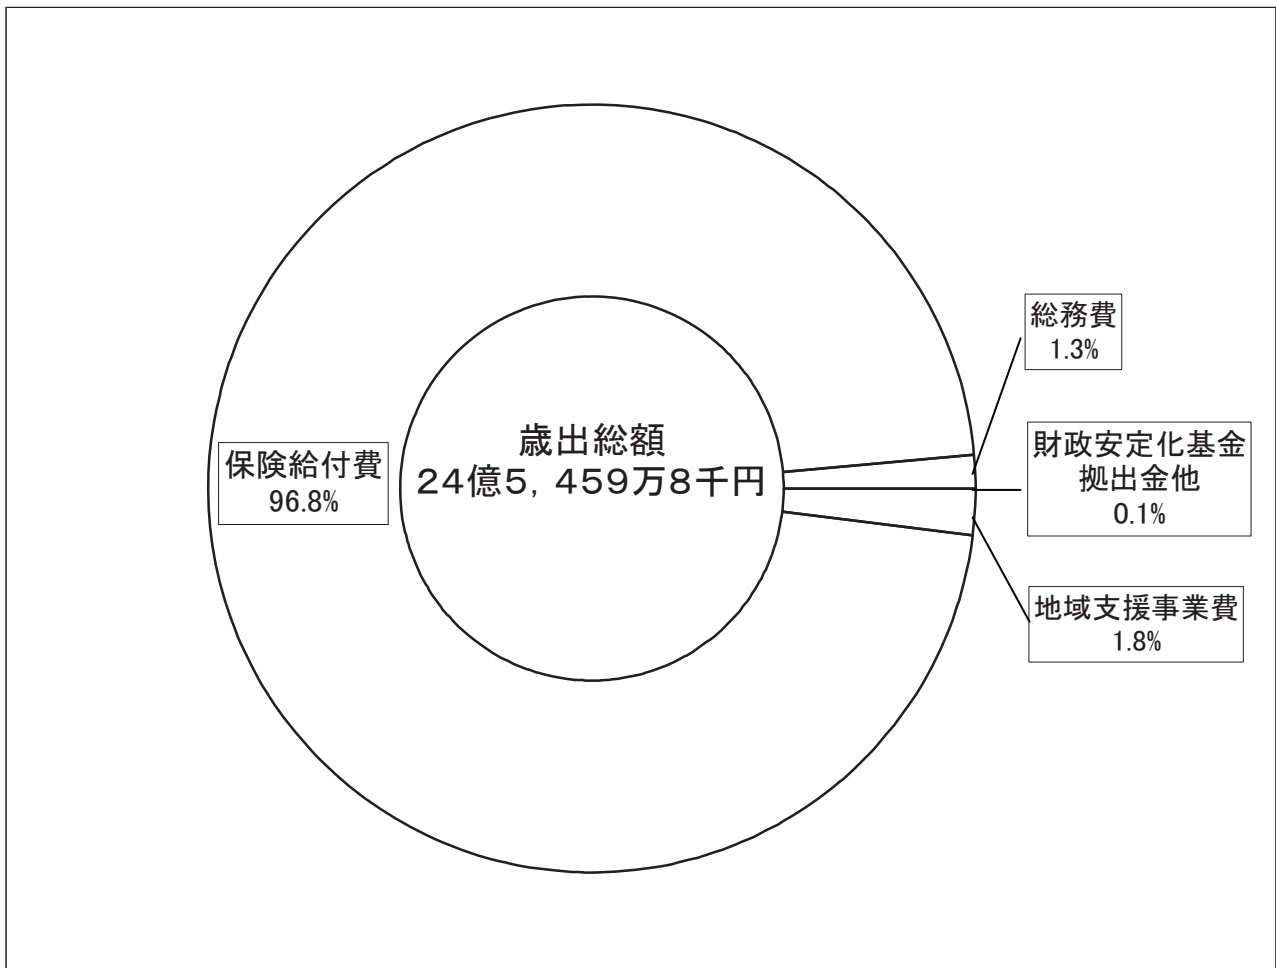 歳出総額
24億5,459万8千円
保険給付費
96.8%
総務費
1.3%
財政安定化基金
拠出金他
0.1%
地域支援事業費
1.8%